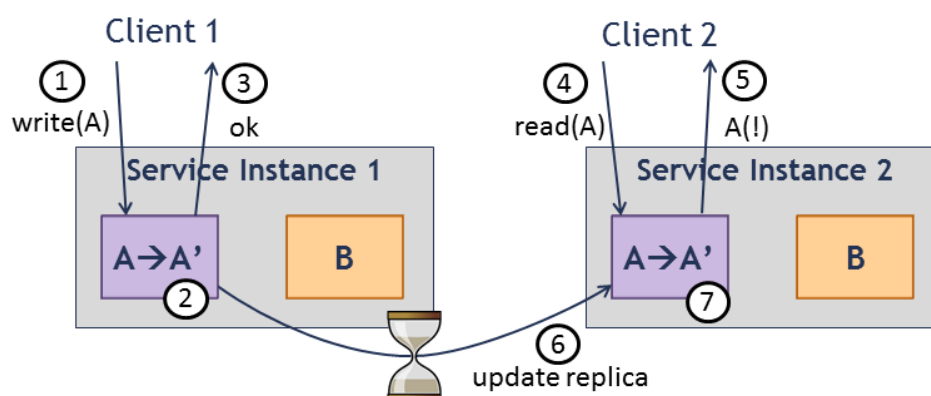 Client 1
Client 2
1
3
4
5
write(A)
ok
read(A)
A(!)
Service Instance 1
Service Instance 2
A→A’
B
A→A’
B
2
7
6
update replica